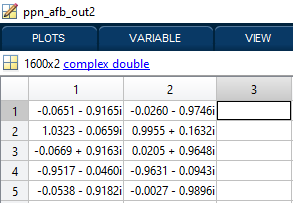 ppn_afb_out2
PLOTS VARIABLE VIEW
1600x2 complex double
1 2 3
1 -0.0651 - 0.9165i -0.0260 - 0.9746i
2 1.0323 - 0.0659i 0.9955 + 0.1632i
3 -0.0669 + 0.9163i 0.0205 + 0.9648i
4 -0.9517 - 0.0460i -0.9631 - 0.0943i
5 -0.0538 - 0.9182i -0.0027 - 0.9896i